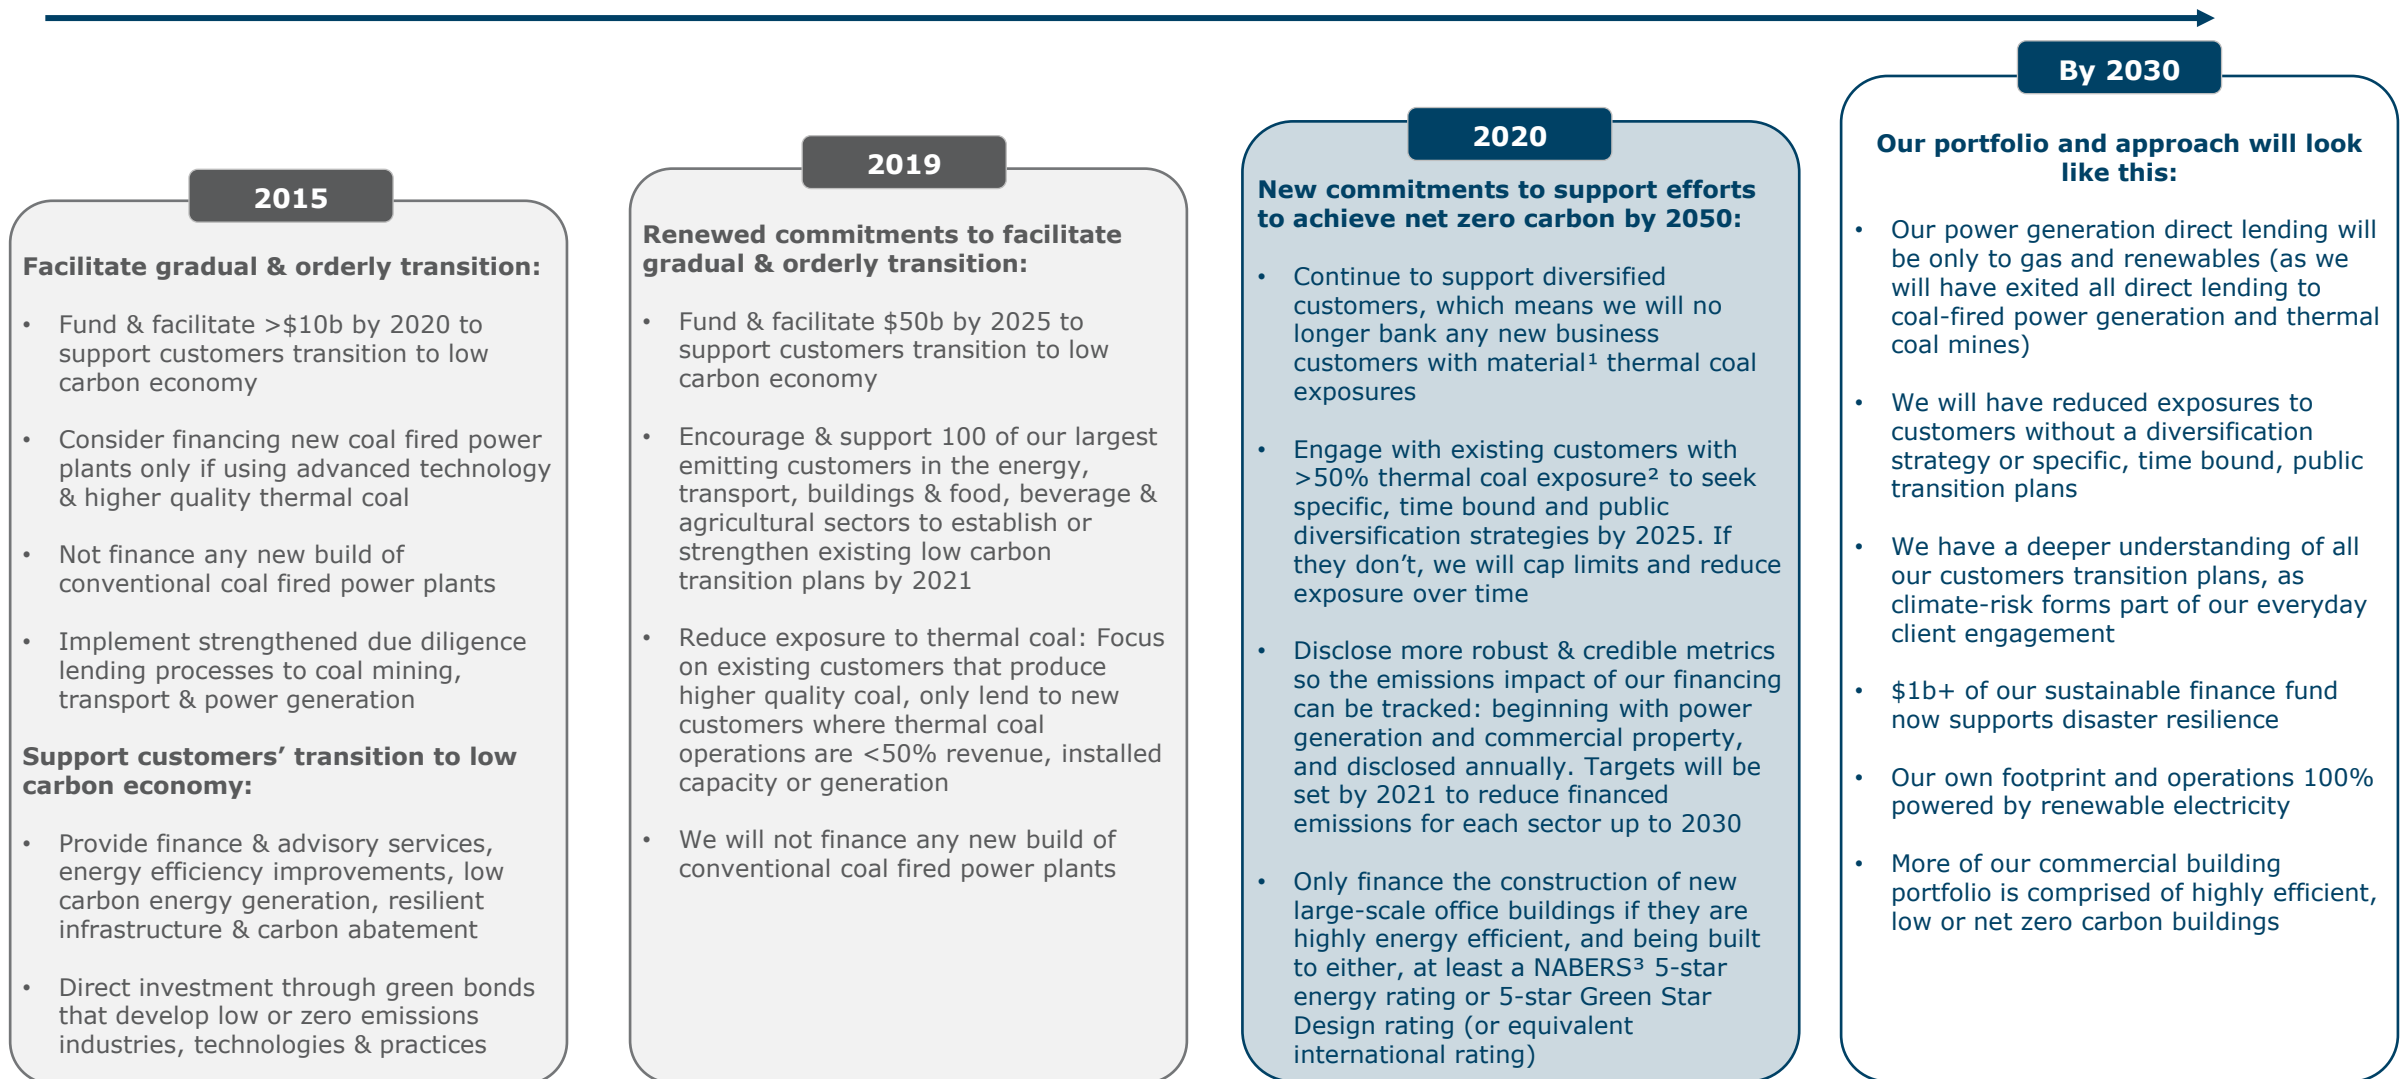 2015
Facilitate gradual & orderly transition:
• Fund & facilitate >$10b by 2020 to
support customers transition to low
carbon economy
• Consider financing new coal fired power
plants only if using advanced technology
& higher quality thermal coal
• Not finance any new build of
conventional coal fired power plants
• Implement strengthened due diligence
lending processes to coal mining,
transport & power generation
Support customers’ transition to low
carbon economy:
• Provide finance & advisory services,
energy efficiency improvements, low
carbon energy generation, resilient
infrastructure & carbon abatement
• Direct investment through green bonds
that develop low or zero emissions
industries, technologies & practices
2019
Renewed commitments to facilitate
gradual & orderly transition:
• Fund & facilitate $50b by 2025 to
support customers transition to low
carbon economy
• Encourage & support 100 of our largest
emitting customers in the energy,
transport, buildings & food, beverage &
agricultural sectors to establish or
strengthen existing low carbon
transition plans by 2021
• Reduce exposure to thermal coal: Focus
on existing customers that produce
higher quality coal, only lend to new
customers where thermal coal
operations are <50% revenue, installed
capacity or generation
• We will not finance any new build of
conventional coal fired power plants
2020
New commitments to support efforts
to achieve net zero carbon by 2050:
• Continue to support diversified
customers, which means we will no
longer bank any new business
customers with material¹ thermal coal
exposures
• Engage with existing customers with
>50% thermal coal exposure² to seek
specific, time bound and public
diversification strategies by 2025. If
they don’t, we will cap limits and reduce
exposure over time
• Disclose more robust & credible metrics
so the emissions impact of our financing
can be tracked: beginning with power
generation and commercial property,
and disclosed annually. Targets will be
set by 2021 to reduce financed
emissions for each sector up to 2030
• Only finance the construction of new
large-scale office buildings if they are
highly energy efficient, and being built
to either, at least a NABERS³ 5-star
energy rating or 5-star Green Star
Design rating (or equivalent
international rating)
By 2030
Our portfolio and approach will look
like this:
• Our power generation direct lending will
be only to gas and renewables (as we
will have exited all direct lending to
coal-fired power generation and thermal
coal mines)
• We will have reduced exposures to
customers without a diversification
strategy or specific, time bound, public
transition plans
• We have a deeper understanding of all
our customers transition plans, as
climate-risk forms part of our everyday
client engagement
• $1b+ of our sustainable finance fund
now supports disaster resilience
• Our own footprint and operations 100%
powered by renewable electricity
• More of our commercial building
portfolio is comprised of highly efficient,
low or net zero carbon buildings